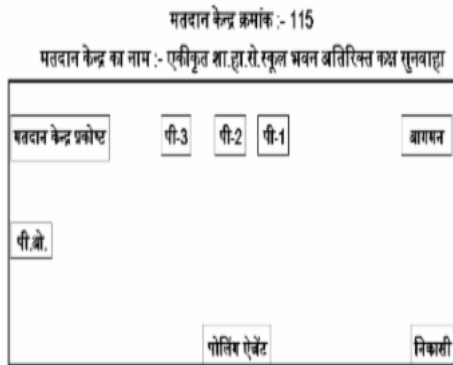 मतदान केन्द्र क्रमांक :- 115
मतदान केन्द्र का नाम :- एकीकृत शा.हा.से.स्कूल भवन अतिरिक्त कक्ष सुनवाहा
मतदान केन्द्र प्रकोष्ट पी-3 पी-2 पी-1 आगमन
पी.ओ.
पोलिंग ऐजेंट निकासी